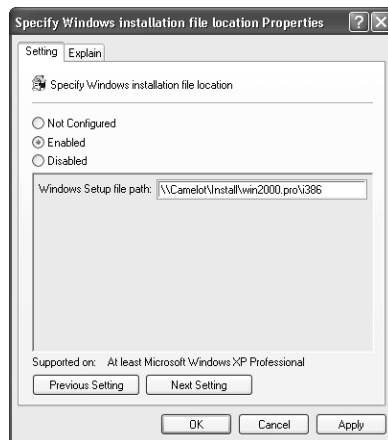 Specify Windows installation file location Properties
Setting
Explain
Specify Windows installation file location
Not Configured
Enabled
Disabled
Windows Setup file path: \\Camelot\Install\win2000.pro\i386
Supported on: At least Microsoft Windows XP Professional
Previous Setting
Next Setting
OK
Cancel
Apply